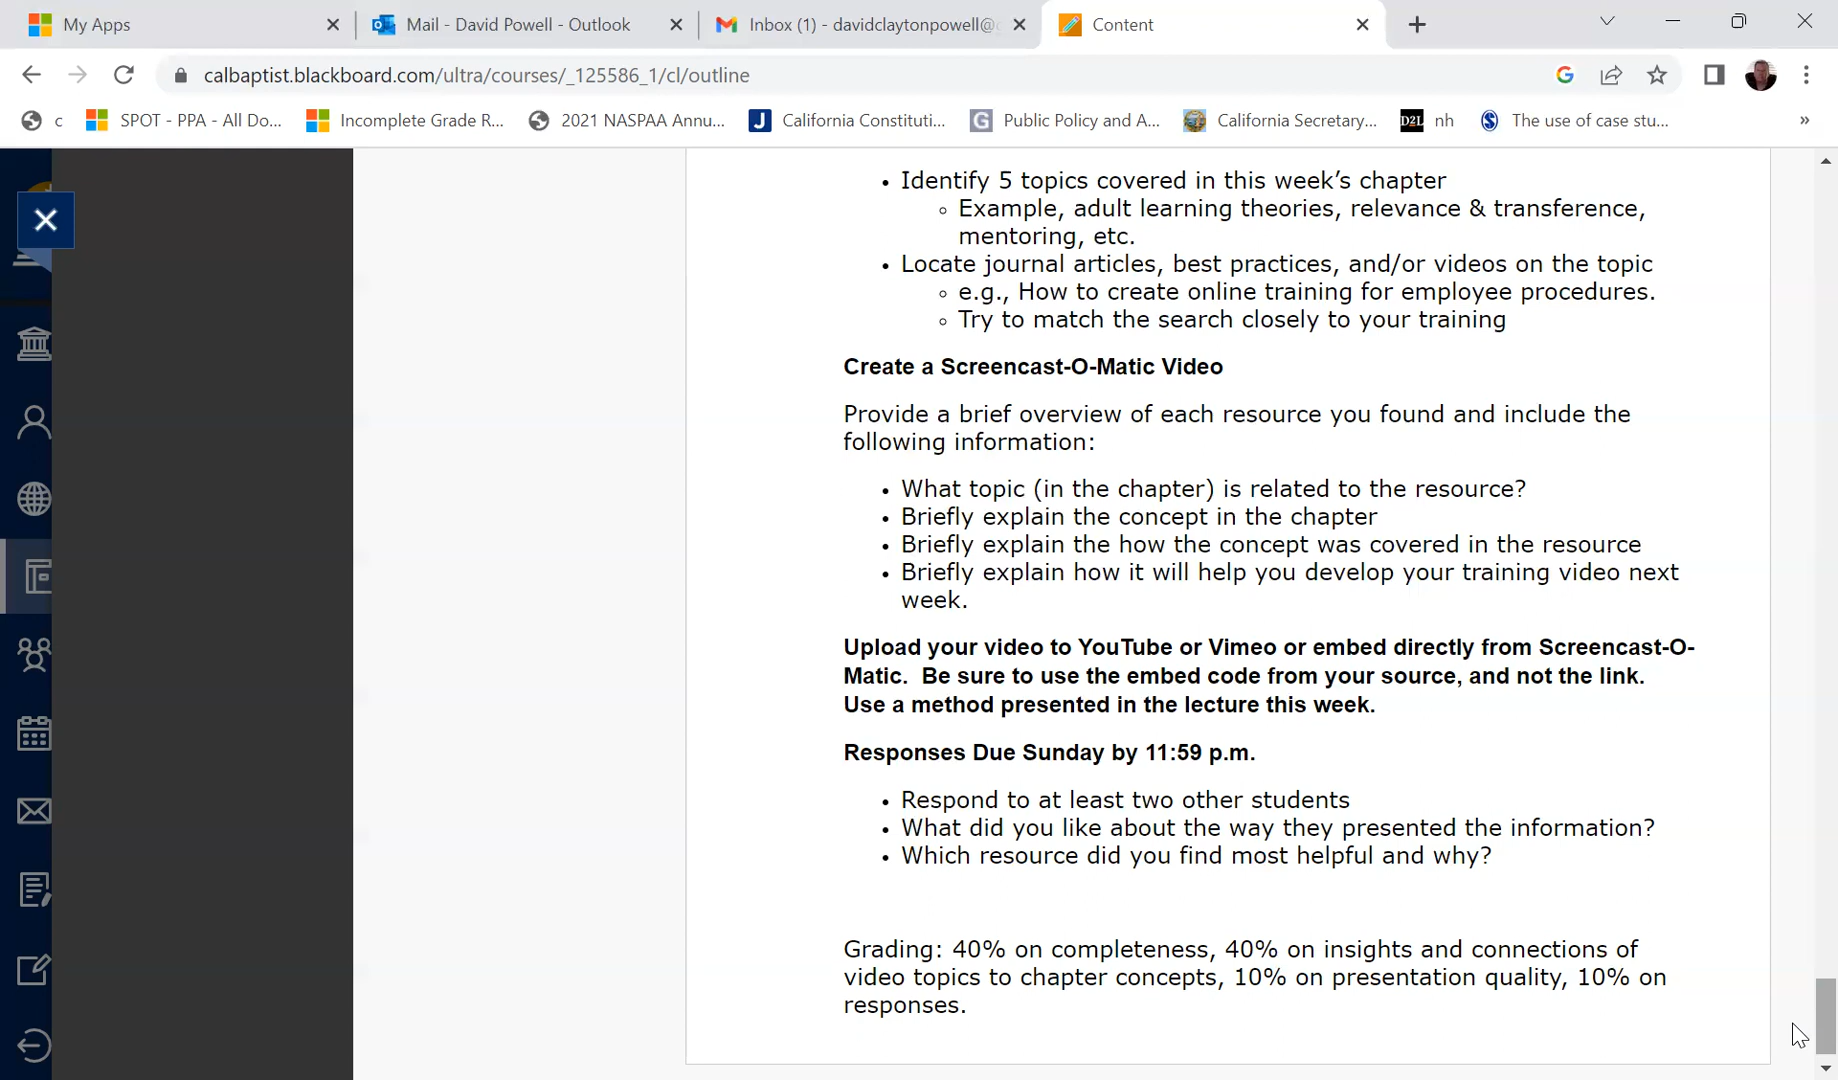 My Apps
Mail - David Powell - Outlook
Inbox (1) - davidclaytonpowell@
Content
calbaptist.blackboard.com/ultra/courses/_125586_1/cl/outline
c
SPOT - PPA - All Do...
Incomplete Grade R...
2021 NASPAA Annu...
J California Constituti...
G Public Policy and A...
California Secretary...
D2L nh
The use of case stu...
»
• Identify 5 topics covered in this week’s chapter
◦ Example, adult learning theories, relevance & transference,
mentoring, etc.
• Locate journal articles, best practices, and/or videos on the topic
◦ e.g., How to create online training for employee procedures.
◦ Try to match the search closely to your training
Create a Screencast-O-Matic Video
Provide a brief overview of each resource you found and include the
following information:
• What topic (in the chapter) is related to the resource?
• Briefly explain the concept in the chapter
• Briefly explain the how the concept was covered in the resource
• Briefly explain how it will help you develop your training video next
week.
Upload your video to YouTube or Vimeo or embed directly from Screencast-O-
Matic.  Be sure to use the embed code from your source, and not the link.
Use a method presented in the lecture this week.
Responses Due Sunday by 11:59 p.m.
• Respond to at least two other students
• What did you like about the way they presented the information?
• Which resource did you find most helpful and why?
Grading: 40% on completeness, 40% on insights and connections of
video topics to chapter concepts, 10% on presentation quality, 10% on
responses.